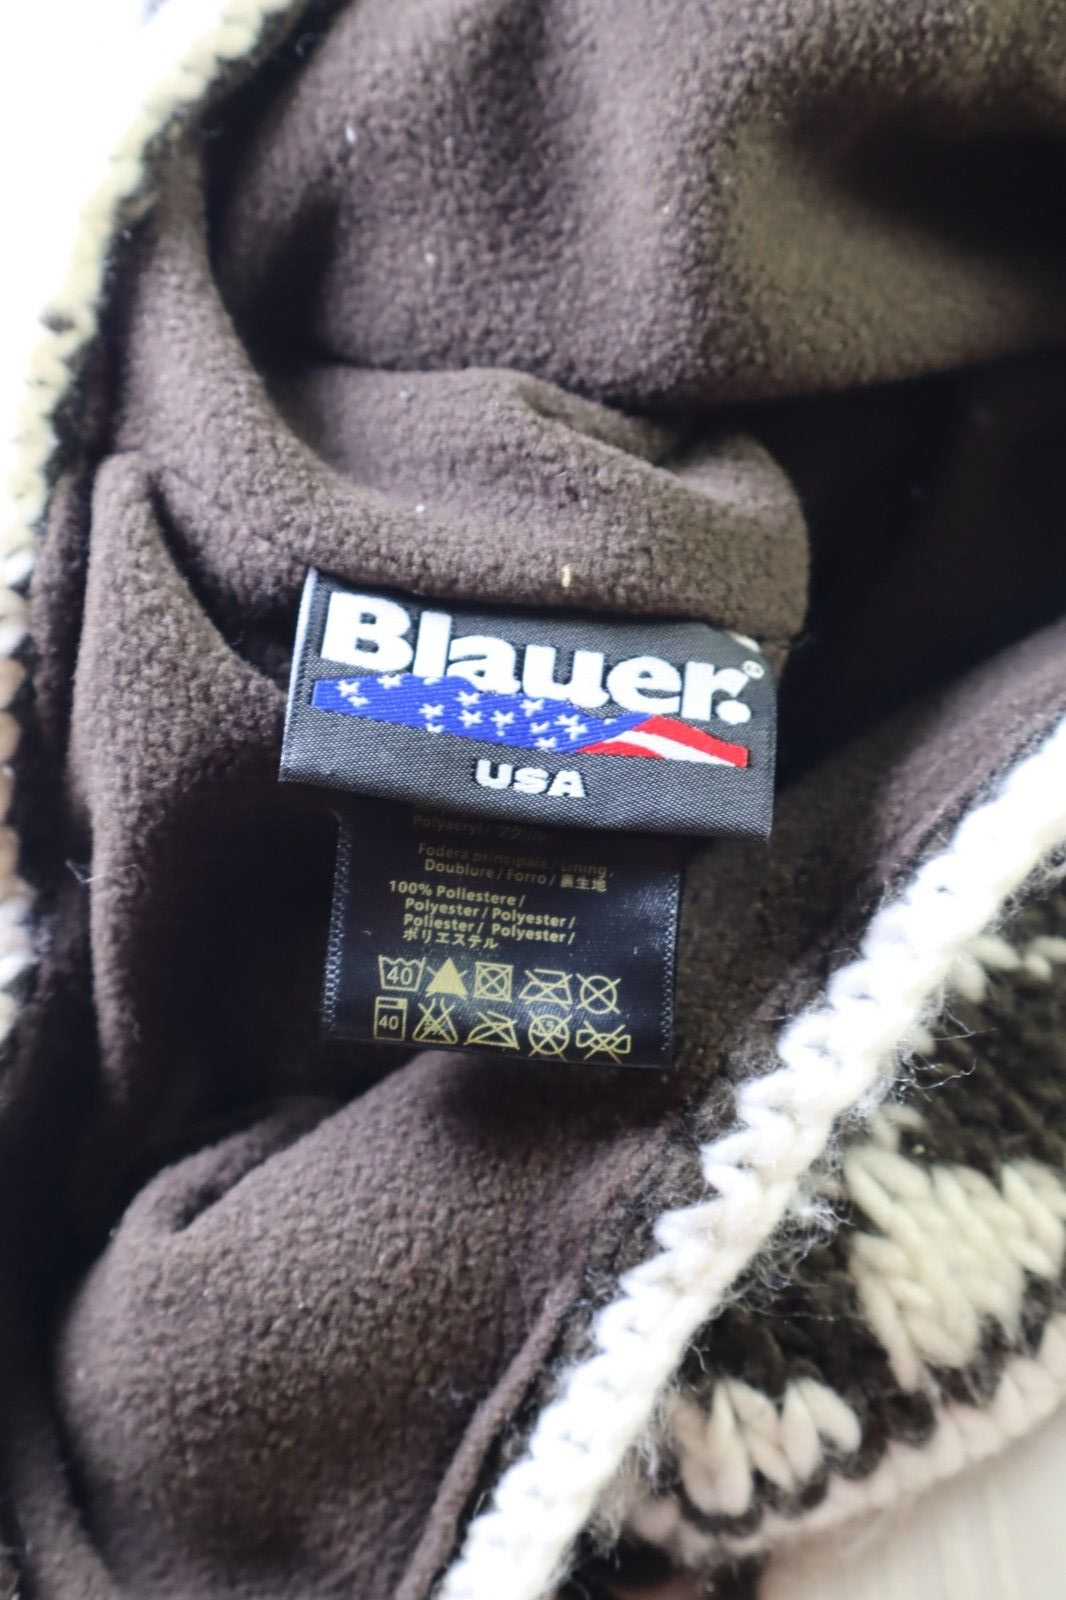 Blauer.®
USA
Polyacryl / アクリル
Fodera principale / Lining,
Doublure / Forro / 裏生地
100% Poliestere /
Polyester / Polyester /
Poliester / Polyester /
ポリエステル
40
40